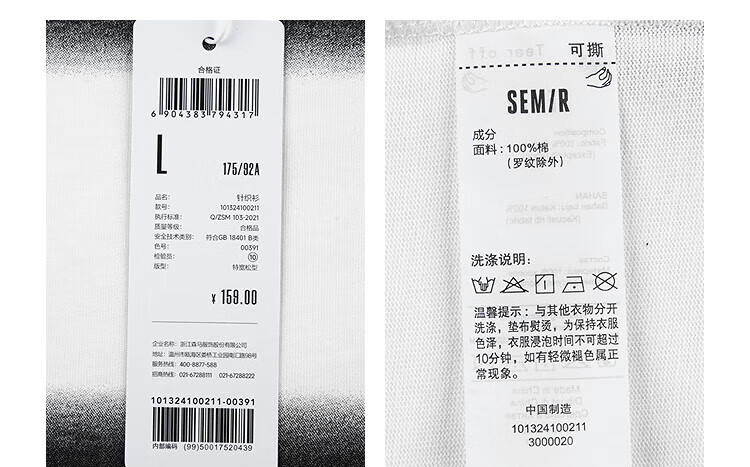 合格证
6 904383 794317
L
175/92A
品名: 针织衫
款号: 101324100211
执行标准: Q/ZSM 103-2021
质量等级: 合格品
安全技术类别: 符合GB 18401 B类
色号: 00391
检验员: ⑩
版型: 特宽松型
¥ 159.00
企业名称: 浙江森马服饰股份有限公司
地址: 温州市瓯海区娄桥工业园南汇路98号
服务热线: 400-8877-588
招商热线: 021-67288111 021-67288222
101324100211-00391
内部编码 (99)50017520439
Tear off
可撕
SEM/R
成分
面料: 100%棉
(罗纹除外)
洗涤说明:
温馨提示: 与其他衣物分开
洗涤, 垫布熨烫, 为保持衣服
色泽, 衣服浸泡时间不可超过
10分钟, 如有轻微褪色属正
常现象。
中国制造
101324100211
3000020